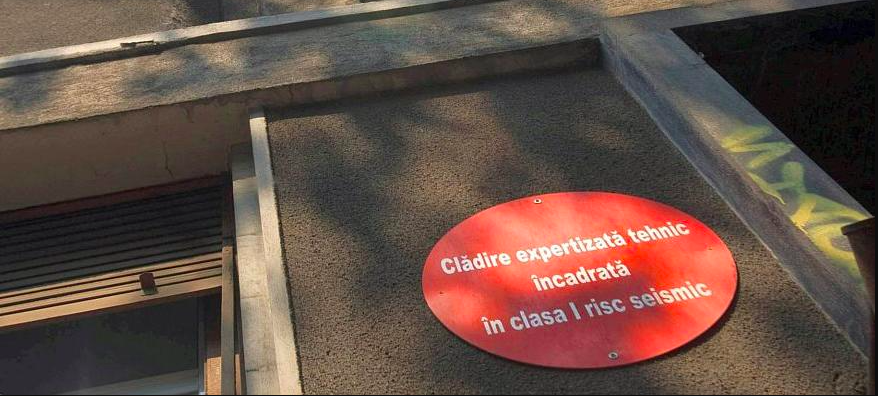 Clădire expertizată tehnic
încadrată
în clasa I risc seismic